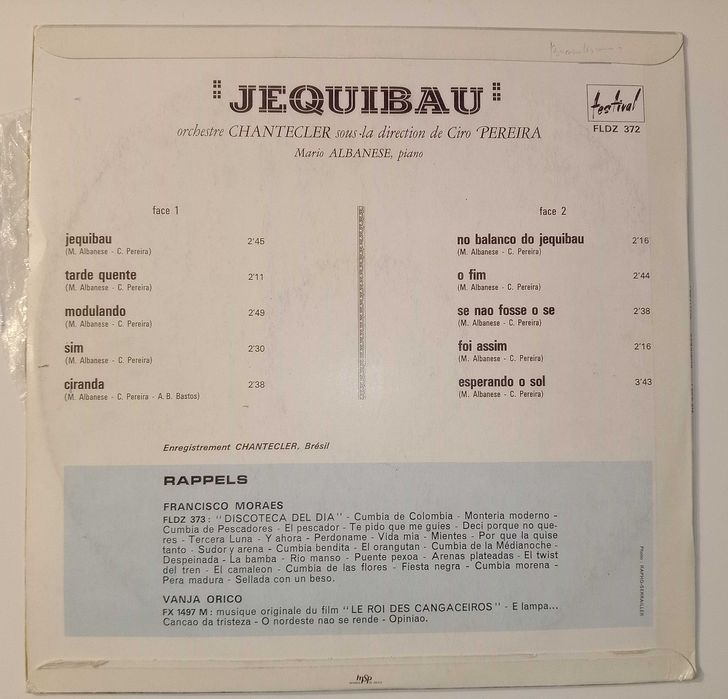 JEQUIBAU
festival
FLDZ 372
orchestre CHANTECLER sous-la direction de Ciro PEREIRA
Mario ALBANESE, piano
face 1
jequibau 2'45
(M. Albanese - C. Pereira)
tarde quente 2'11
(M. Albanese - C. Pereira)
modulando 2'49
(M. Albanese - C. Pereira)
sim 2'30
(M. Albanese - C. Pereira)
ciranda 2'38
(M. Albanese - C. Pereira - A. B. Bastos)
face 2
no balanco do jequibau 2'16
(M. Albanese - C. Pereira)
o fim 2'44
(M. Albanese - C. Pereira)
se nao fosse o se 2'38
(M. Albanese - C. Pereira)
foi assim 2'16
(M. Albanese - C. Pereira)
esperando o sol 3'43
(M. Albanese - C. Pereira)
Enregistrement CHANTECLER, Brésil
RAPPELS
FRANCISCO MORAES
FLDZ 373 : "DISCOTECA DEL DIA" - Cumbia de Colombia - Monteria moderno -
Cumbia de Pescadores - El pescador - Te pido que me guies - Deci porque no que-
res - Tercera Luna - Y ahora - Perdoname - Vida mia - Mientes - Por que la quise
tanto - Sudor y arena - Cumbia bendita - El orangutan - Cumbia de la Médianoche -
Despeinada - La bamba - Rio manso - Puente pexoa - Arenas plateadas - El twist
del tren - El camaleon - Cumbia de las flores - Fiesta negra - Cumbia morena -
Pera madura - Sellada con un beso.
VANJA ORICO
FX 1497 M : musique originale du film "LE ROI DES CANGACEIROS" - E lampa...
Cancao da tristeza - O nordeste nao se rende - Opiniao.
Photo : RAPHO-SERRAILLER
msp